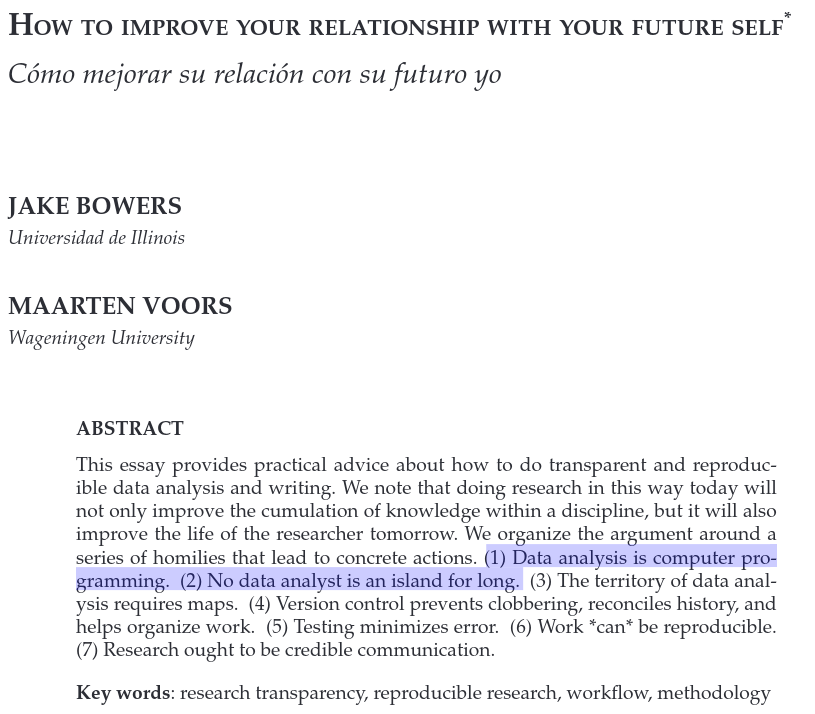 HOW TO IMPROVE YOUR RELATIONSHIP WITH YOUR FUTURE SELF*
Cómo mejorar su relación con su futuro yo
JAKE BOWERS
Universidad de Illinois
MAARTEN VOORS
Wageningen University
ABSTRACT
This essay provides practical advice about how to do transparent and reproduc-
ible data analysis and writing. We note that doing research in this way today will
not only improve the cumulation of knowledge within a discipline, but it will also
improve the life of the researcher tomorrow. We organize the argument around a
series of homilies that lead to concrete actions. (1) Data analysis is computer pro-
gramming. (2) No data analyst is an island for long. (3) The territory of data anal-
ysis requires maps. (4) Version control prevents clobbering, reconciles history, and
helps organize work. (5) Testing minimizes error. (6) Work *can* be reproducible.
(7) Research ought to be credible communication.
Key words: research transparency, reproducible research, workflow, methodology